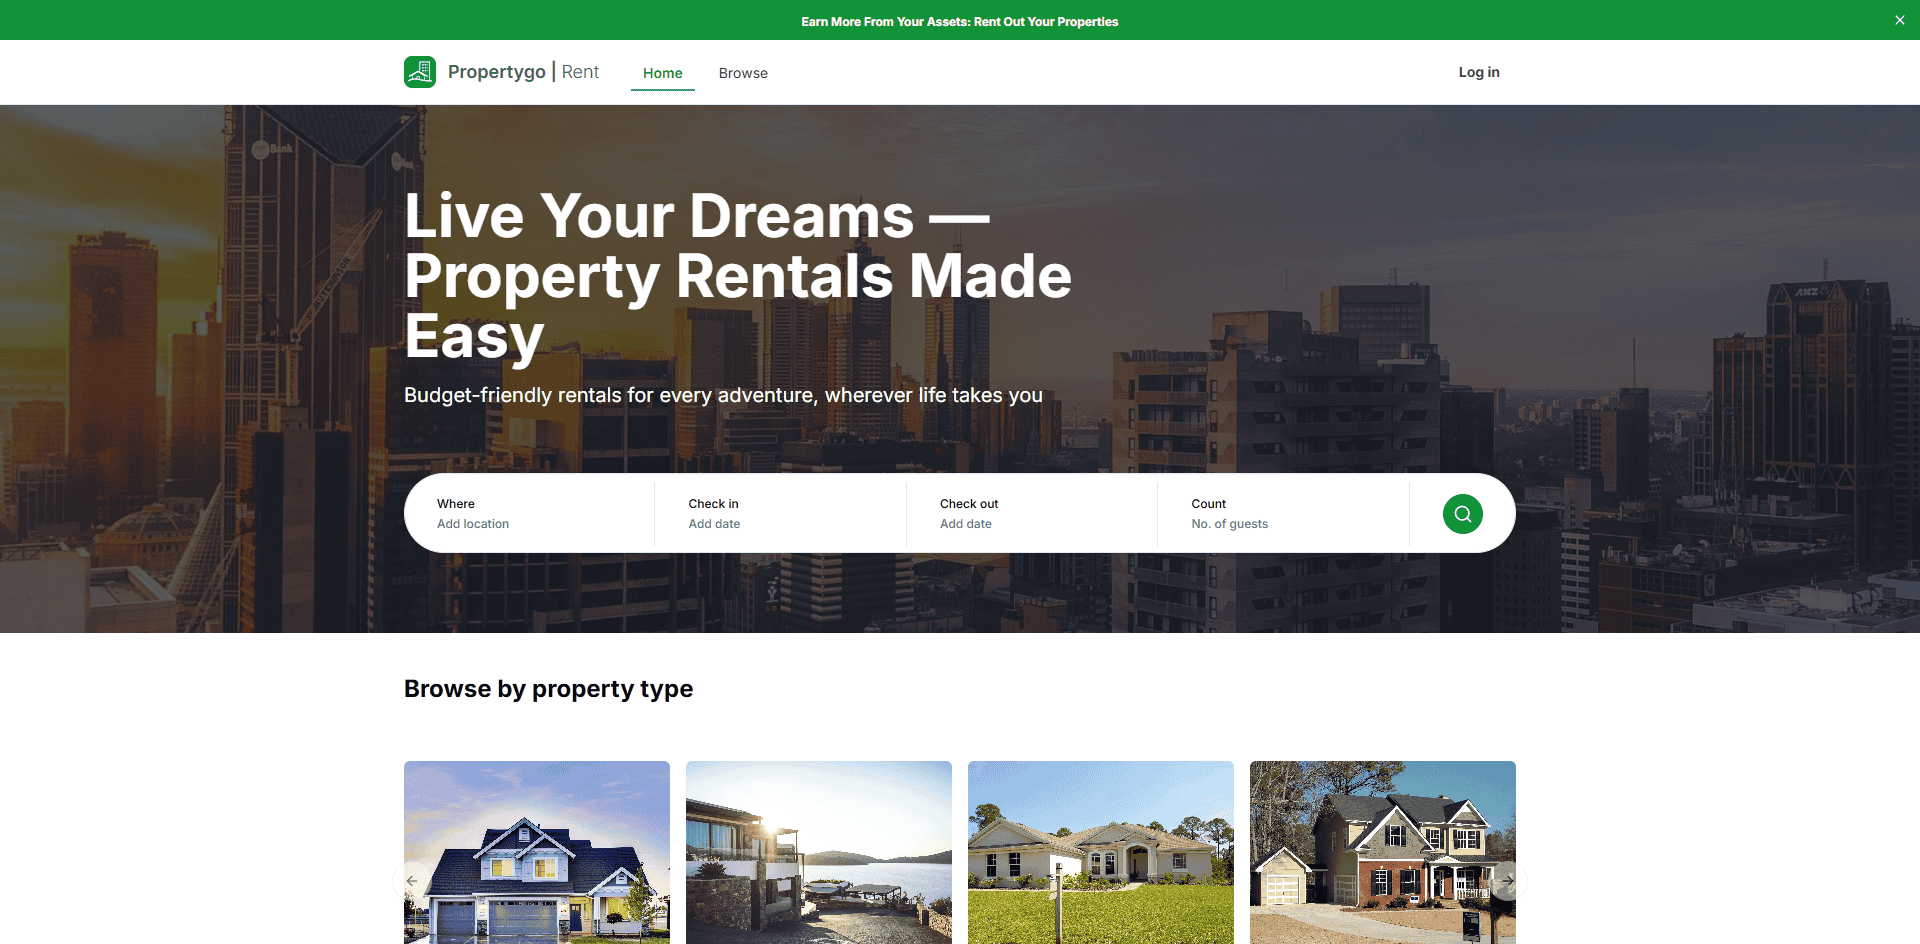 Earn More From Your Assets: Rent Out Your Properties
Propertygo | Rent
Home
Browse
Log in
Bank
ANZ
Live Your Dreams —
Property Rentals Made
Easy
Budget-friendly rentals for every adventure, wherever life takes you
Where
Add location
Check in
Add date
Check out
Add date
Count
No. of guests
Browse by property type